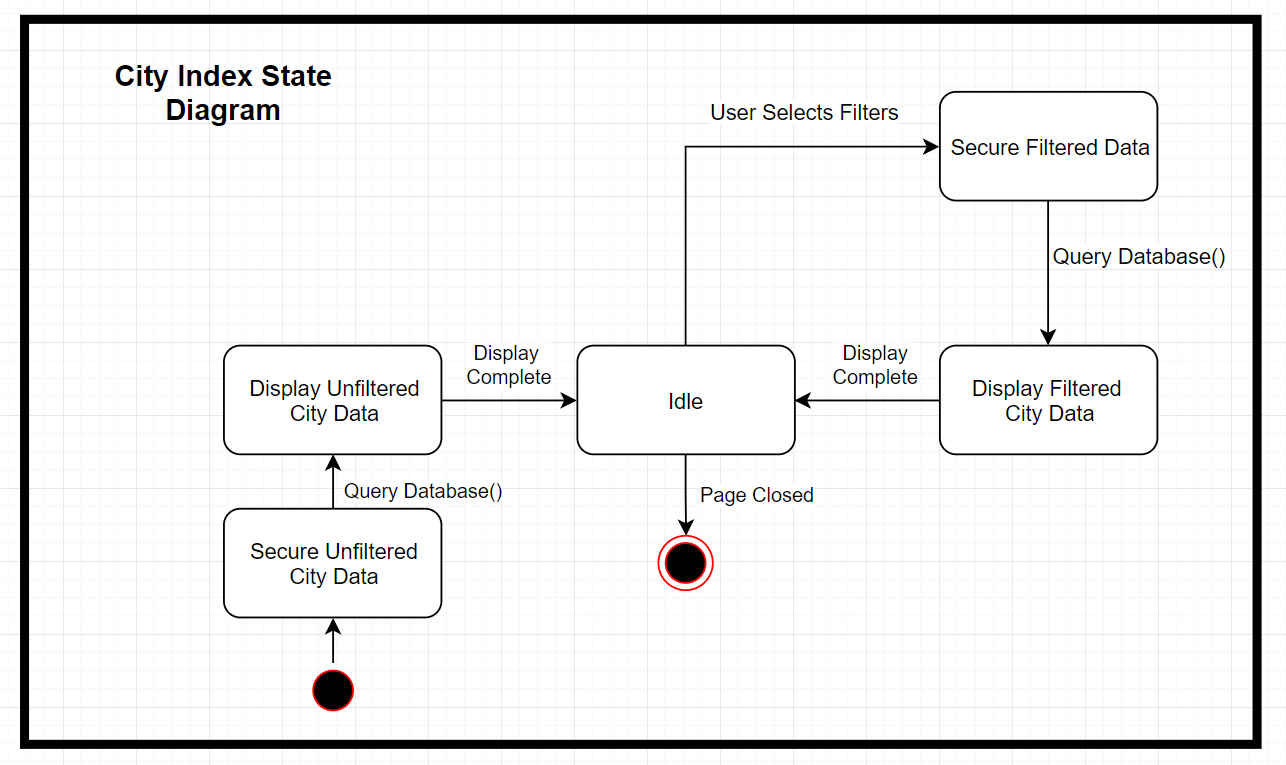 City Index State
Diagram
User Selects Filters
Secure Filtered Data
Query Database()
Display Unfiltered
City Data
Display
Complete
Idle
Display
Complete
Display Filtered
City Data
Query Database()
Page Closed
Secure Unfiltered
City Data